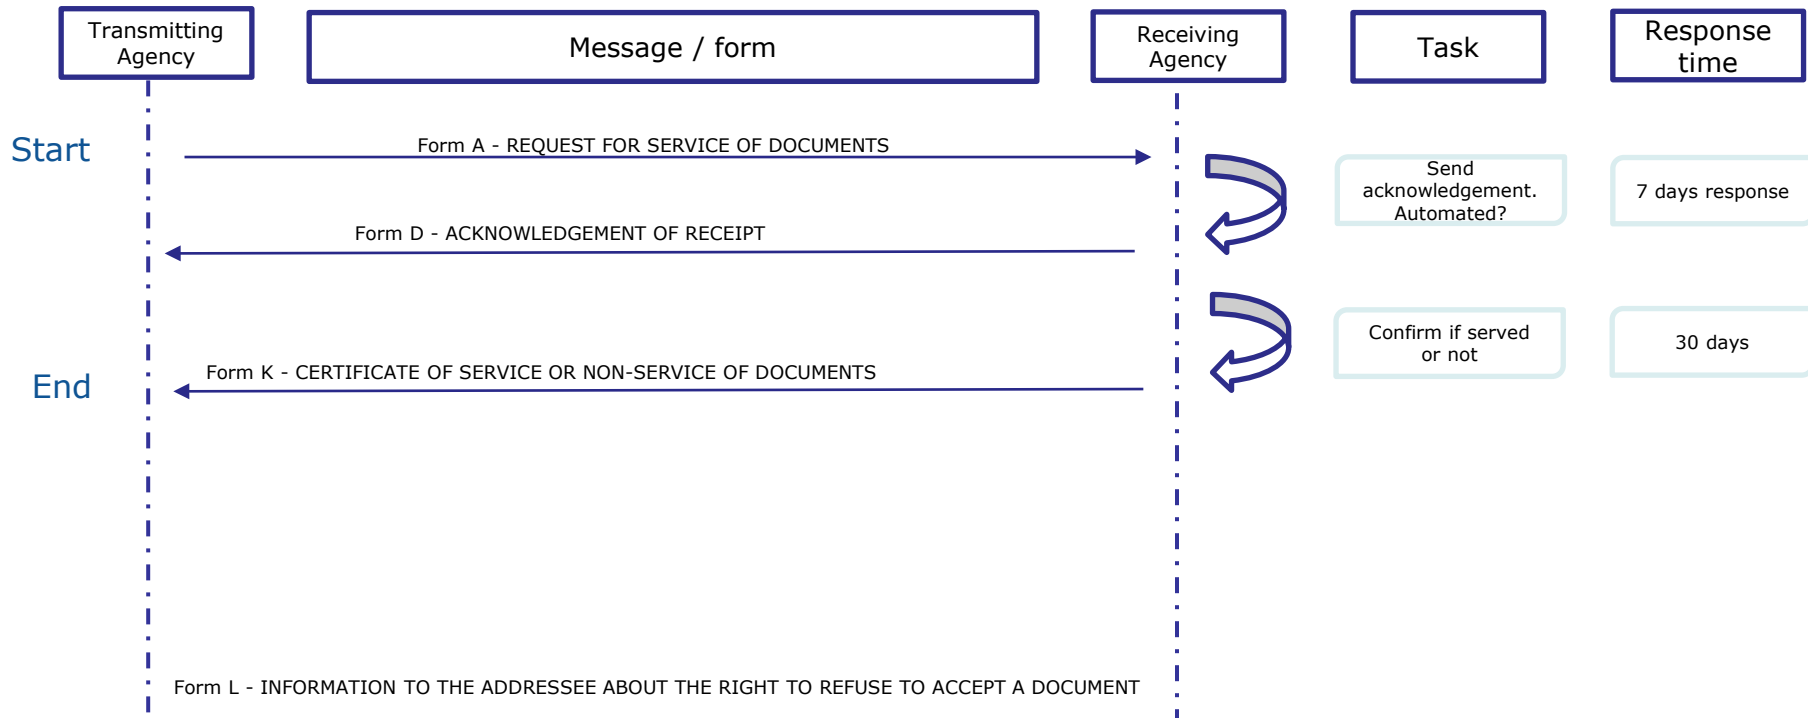 Transmitting
Agency
Message / form
Receiving
Agency
Task
Response
time
Start
Form A - REQUEST FOR SERVICE OF DOCUMENTS
Send
acknowledgement.
Automated?
7 days response
Form D - ACKNOWLEDGEMENT OF RECEIPT
Confirm if served
or not
30 days
End
Form K - CERTIFICATE OF SERVICE OR NON-SERVICE OF DOCUMENTS
Form L - INFORMATION TO THE ADDRESSEE ABOUT THE RIGHT TO REFUSE TO ACCEPT A DOCUMENT